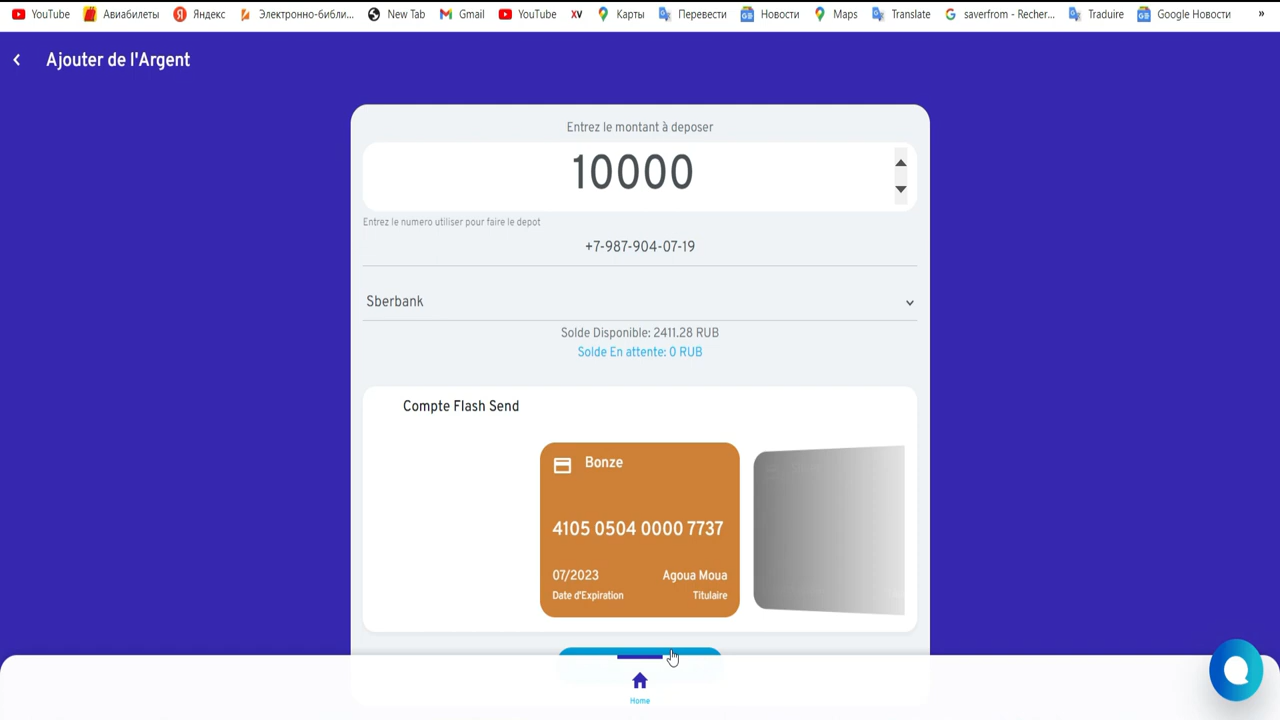 YouTube Авиабилеты Яндекс Электронно-библи... New Tab Gmail YouTube XV Карты Перевести Новости Maps Translate saverfrom - Recher... Traduire Google Новости »
Ajouter de l'Argent
Entrez le montant à deposer
10000
Entrez le numero utiliser pour faire le depot
+7-987-904-07-19
Sberbank
Solde Disponible: 2411.28 RUB
Solde En attente: 0 RUB
Compte Flash Send
Bonze
4105 0504 0000 7737
07/2023 Agoua Moua
Date d'Expiration Titulaire
Home